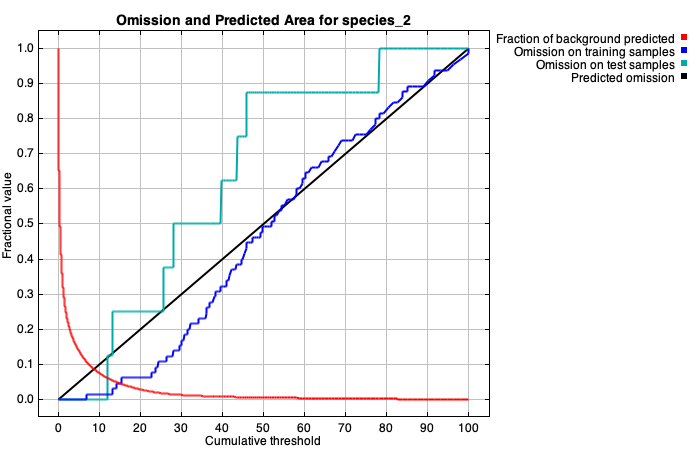 Omission and Predicted Area for species_2
Fraction of background predicted
Omission on training samples
Omission on test samples
Predicted omission
Fractional value
1.0
0.9
0.8
0.7
0.6
0.5
0.4
0.3
0.2
0.1
0.0
0 10 20 30 40 50 60 70 80 90 100
Cumulative threshold